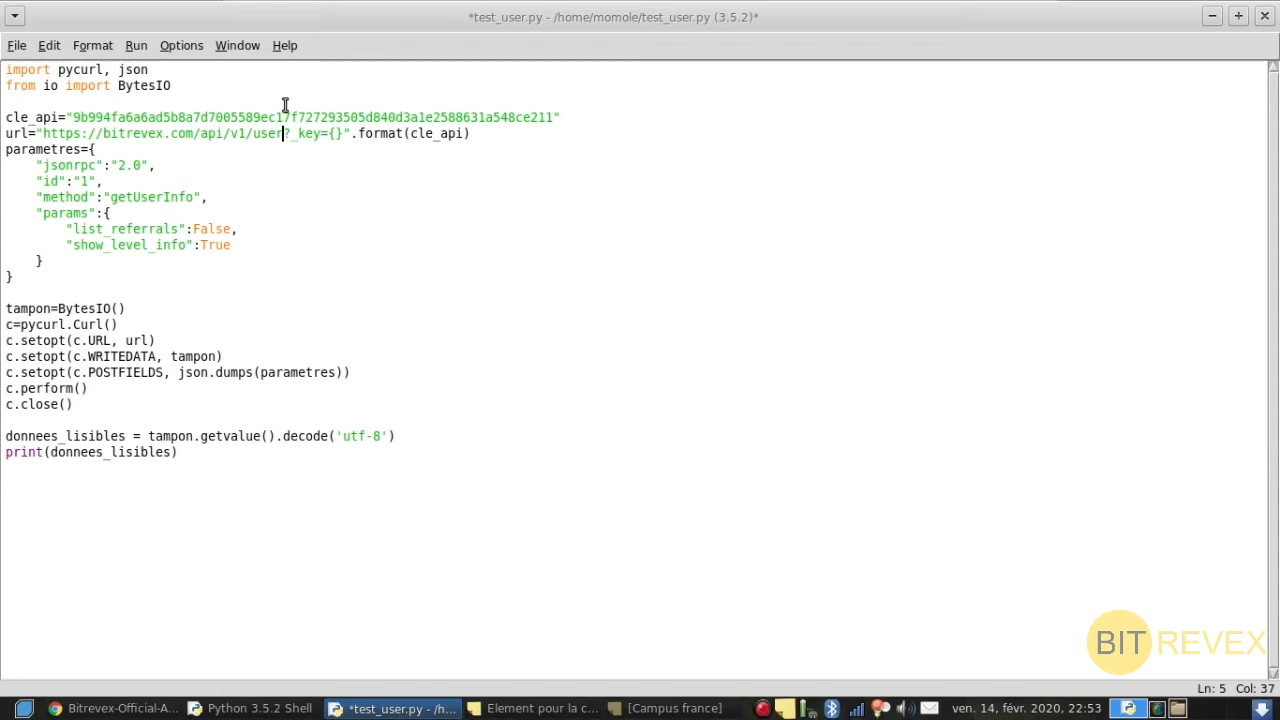 *test_user.py - /home/momole/test_user.py (3.5.2)*
File Edit Format Run Options Window Help
import pycurl, json
from io import BytesIO
cle_api="9b994fa6a6ad5b8a7d7005589ec17f727293505d840d3a1e2588631a548ce211"
url="https://bitrevex.com/api/v1/user?_key={}".format(cle_api)
parametres={
    "jsonrpc":"2.0",
    "id":"1",
    "method":"getUserInfo",
    "params":{
        "list_referrals":False,
        "show_level_info":True
    }
}
tampon=BytesIO()
c=pycurl.Curl()
c.setopt(c.URL, url)
c.setopt(c.WRITEDATA, tampon)
c.setopt(c.POSTFIELDS, json.dumps(parametres))
c.perform()
c.close()
donnees_lisibles = tampon.getvalue().decode('utf-8')
print(donnees_lisibles)
BITREVEX
Ln: 5 Col: 37
Bitrevex-Official-A... Python 3.5.2 Shell *test_user.py - /h... Element pour la c... [Campus france] ven. 14, févr. 2020, 22:53